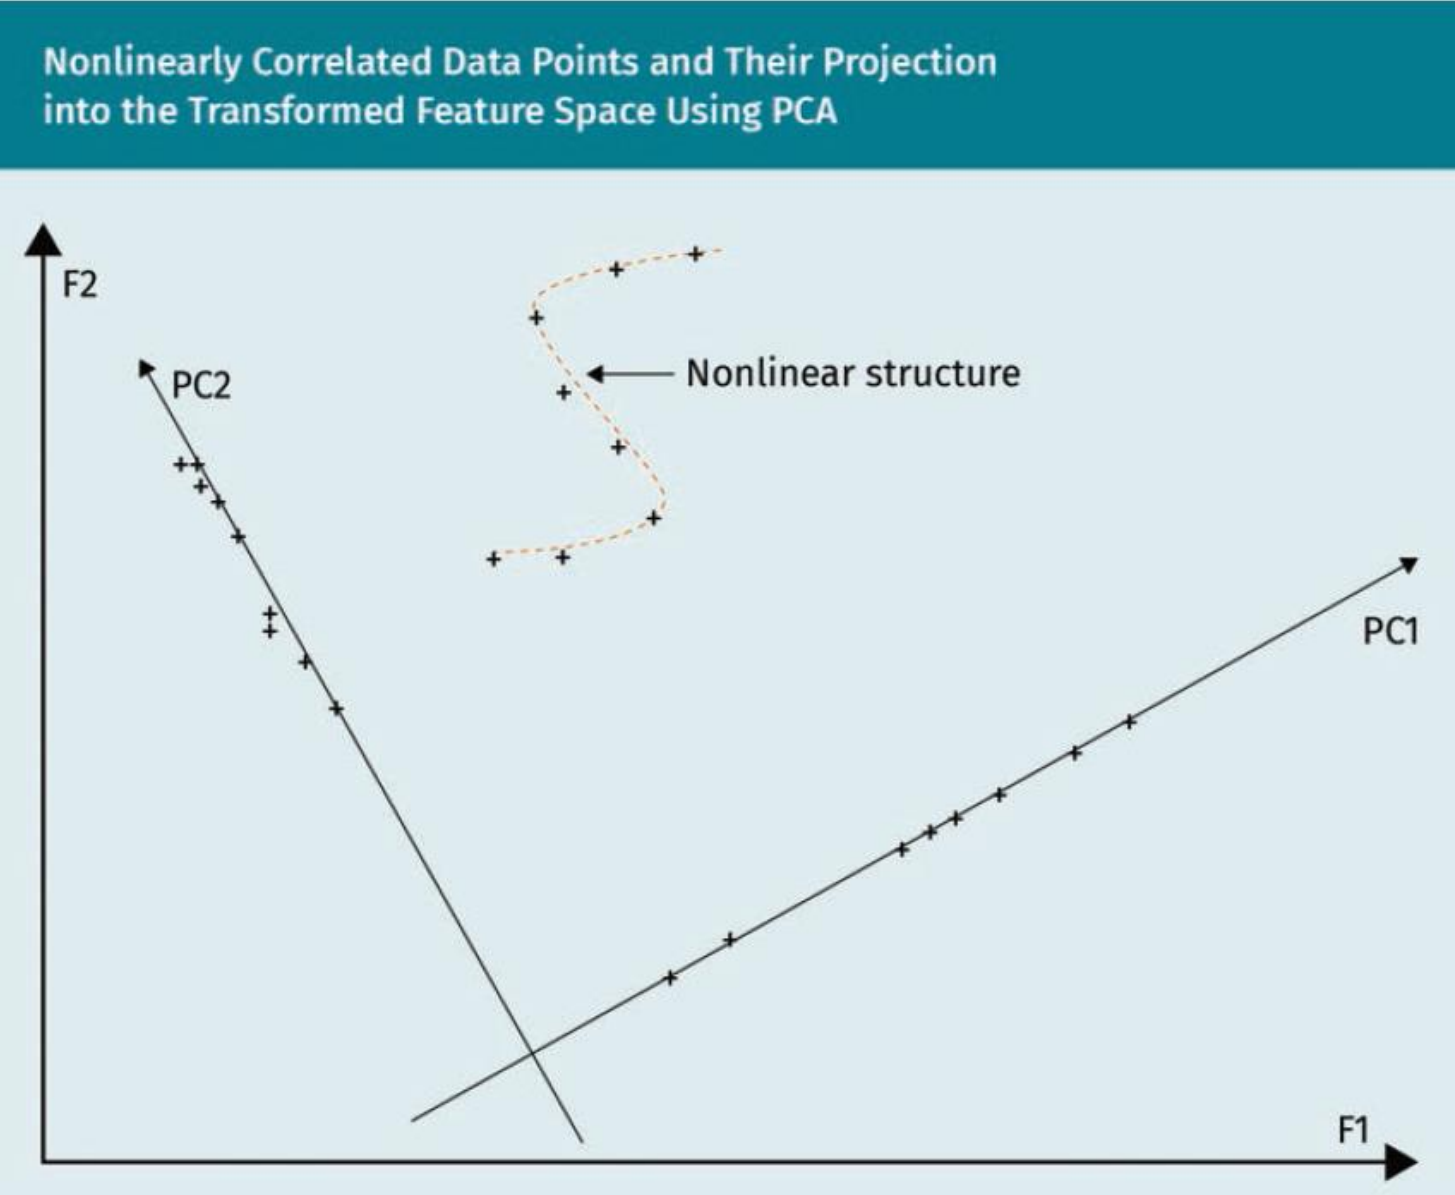 Nonlinearly Correlated Data Points and Their Projection
into the Transformed Feature Space Using PCA
F2
PC2
Nonlinear structure
PC1
F1